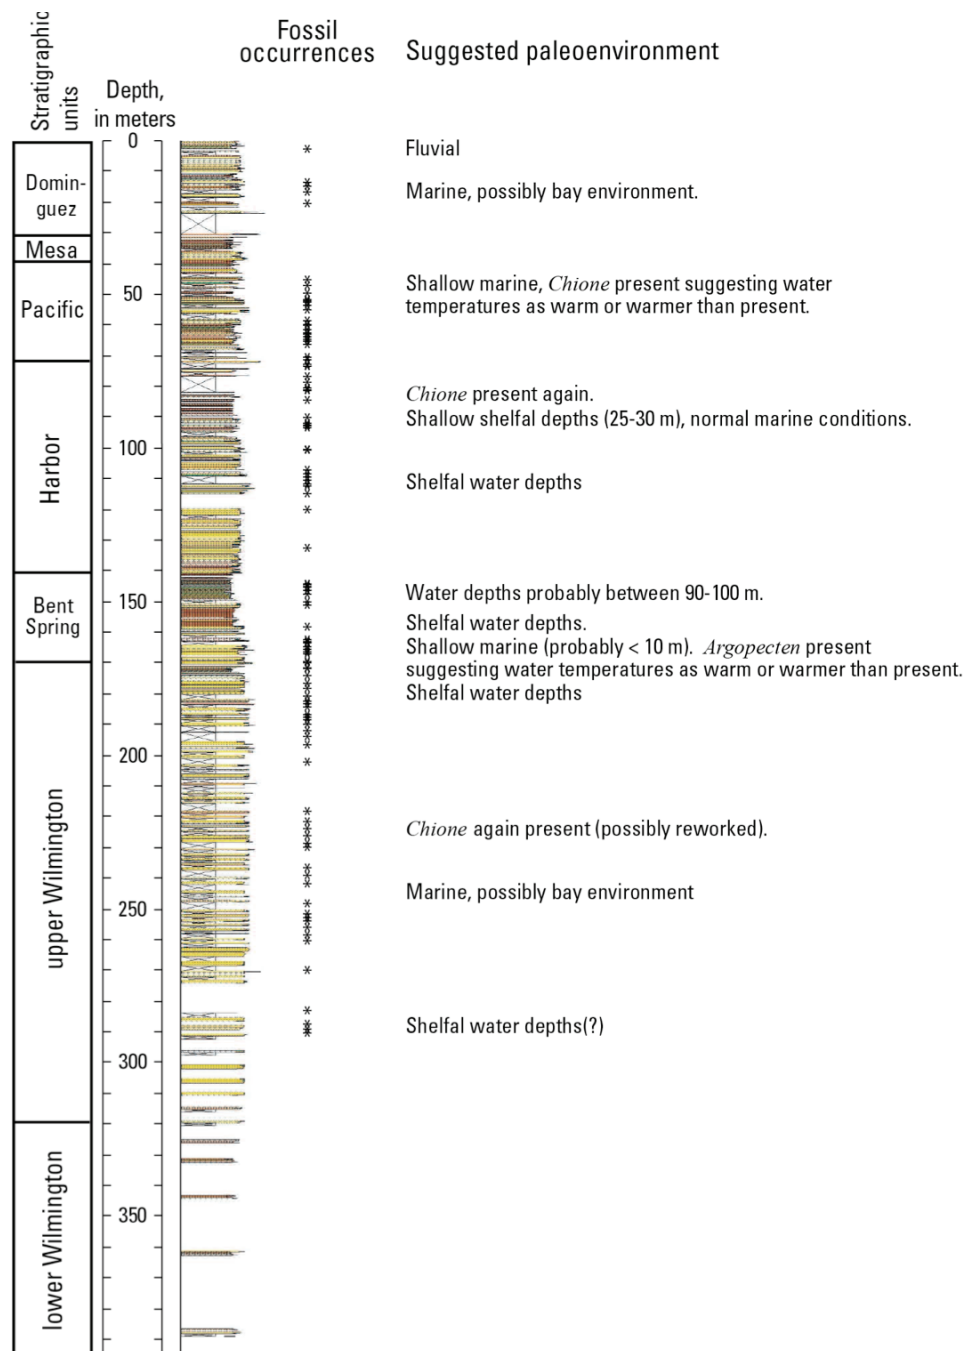 Stratigraphic
units
Depth,
in meters
Fossil
occurrences
Suggested paleoenvironment
0
50
100
150
200
250
300
350
Domin-
guez
Mesa
Pacific
Harbor
Bent
Spring
upper Wilmington
lower Wilmington
Fluvial
Marine, possibly bay environment.
Shallow marine, Chione present suggesting water
temperatures as warm or warmer than present.
Chione present again.
Shallow shelfal depths (25-30 m), normal marine conditions.
Shelfal water depths
Water depths probably between 90-100 m.
Shelfal water depths.
Shallow marine (probably < 10 m). Argopecten present
suggesting water temperatures as warm or warmer than present.
Shelfal water depths
Chione again present (possibly reworked).
Marine, possibly bay environment
Shelfal water depths(?)